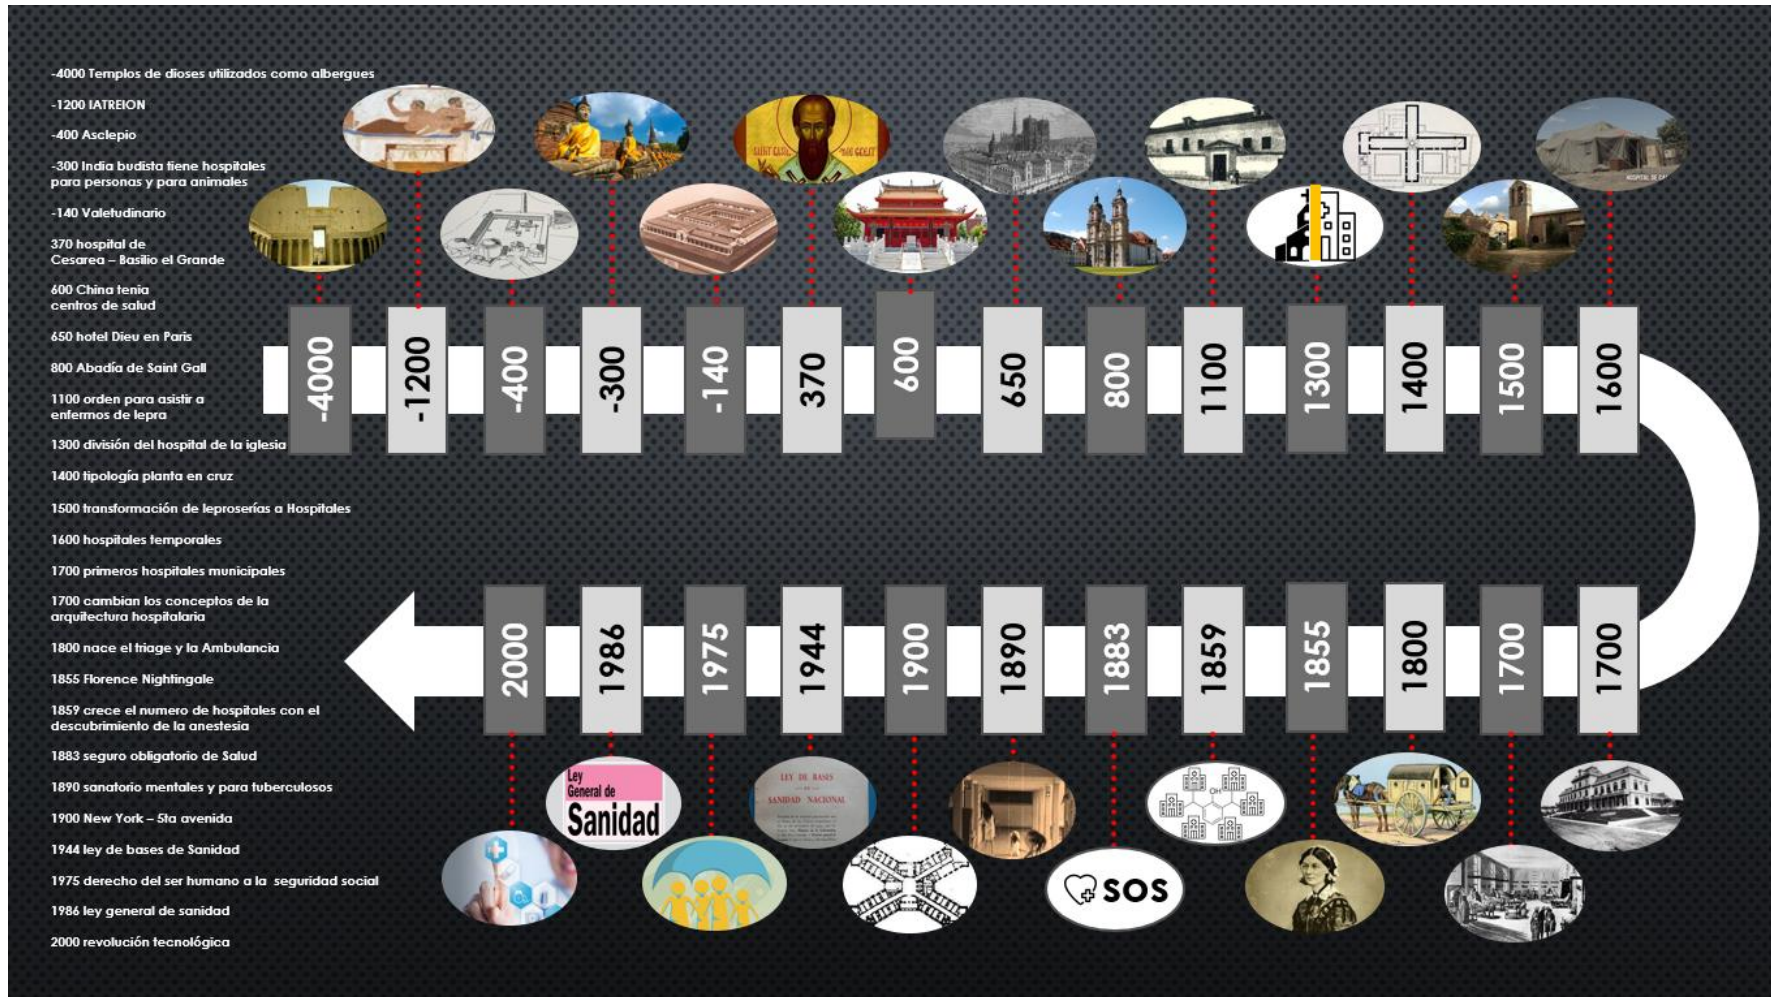 -4000 Templos de dioses utilizados como albergues
-1200 IATREION
-400 Asclepio
-300 India budista tiene hospitales
para personas y para animales
-140 Valetudinario
370 hospital de
Cesarea – Basilio el Grande
600 China tenia
centros de salud
650 hotel Dieu en Paris
800 Abadía de Saint Gall
1100 orden para asistir a
enfermos de lepra
1300 división del hospital de la iglesia
1400 tipología planta en cruz
1500 transformación de leproserías a Hospitales
1600 hospitales temporales
1700 primeros hospitales municipales
1700 cambian los conceptos de la
arquitectura hospitalaria
1800 nace el triage y la Ambulancia
1855 Florence Nightingale
1859 crece el numero de hospitales con el
descubrimiento de la anestesia
1883 seguro obligatorio de Salud
1890 sanatorio mentales y para tuberculosos
1900 New York – 5ta avenida
1944 ley de bases de Sanidad
1975 derecho del ser humano a la seguridad social
1986 ley general de sanidad
2000 revolución tecnológica
HOSPITAL DE
-4000
-1200
-400
-300
-140
370
600
650
800
1100
1300
1400
1500
1600
2000
1986
1975
1944
1900
1890
1883
1859
1855
1800
1700
1700
Ley
General de
Sanidad
LEY DE BASES
SANIDAD NACIONAL
OH
SOS